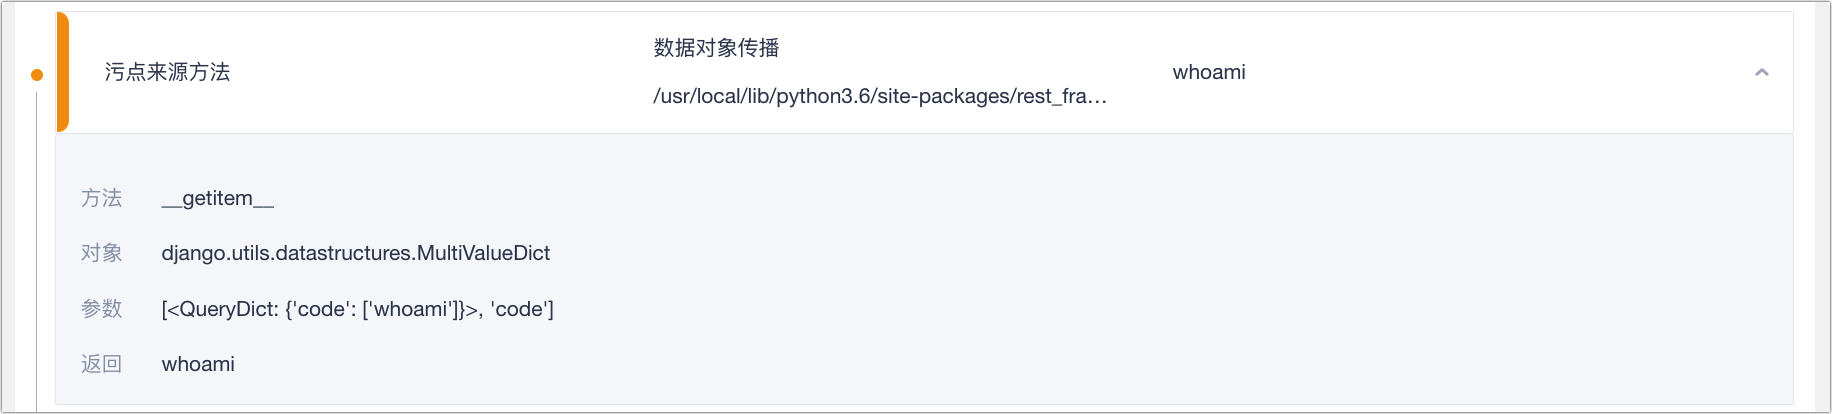 污点来源方法
数据对象传播
/usr/local/lib/python3.6/site-packages/rest_fra…
whoami
方法 __getitem__
对象 django.utils.datastructures.MultiValueDict
参数 [<QueryDict: {'code': ['whoami']}>, 'code']
返回 whoami